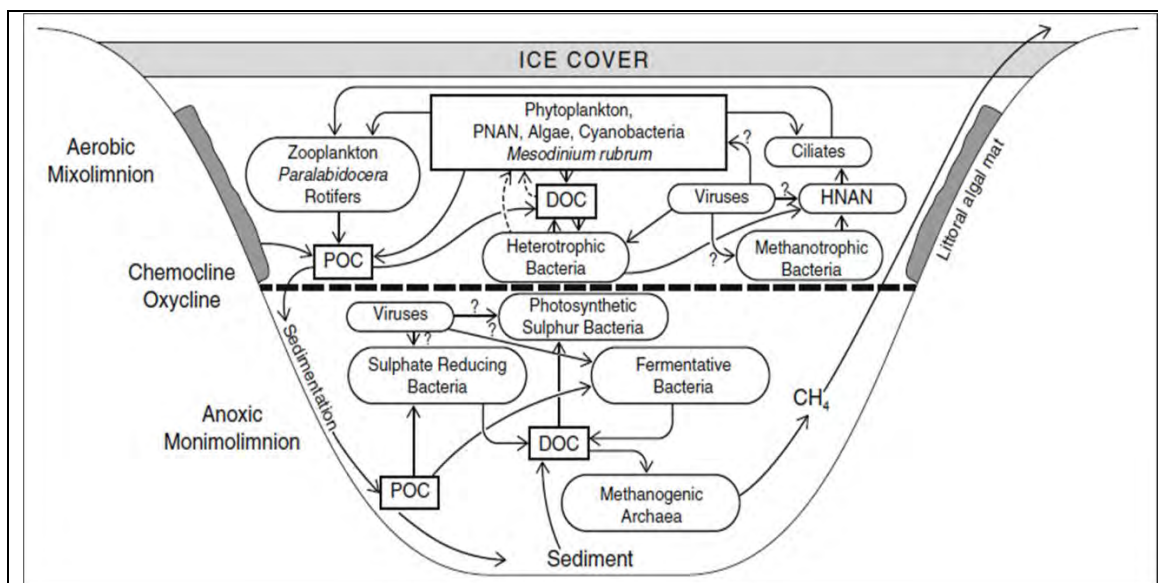 ICE COVER
Phytoplankton,
PNAN, Algae, Cyanobacteria
Mesodinium rubrum
Aerobic
Mixolimnion
Zooplankton
Paralabidocera
Rotifers
?
Ciliates
DOC
Viruses
?
HNAN
Littoral algal mat
POC
Heterotrophic
Bacteria
?
Methanotrophic
Bacteria
Chemocline
Oxycline
Viruses
?
?
?
Photosynthetic
Sulphur Bacteria
Sedimentation
Sulphate Reducing
Bacteria
Fermentative
Bacteria
CH4
Anoxic
Monimolimnion
DOC
POC
Methanogenic
Archaea
Sediment